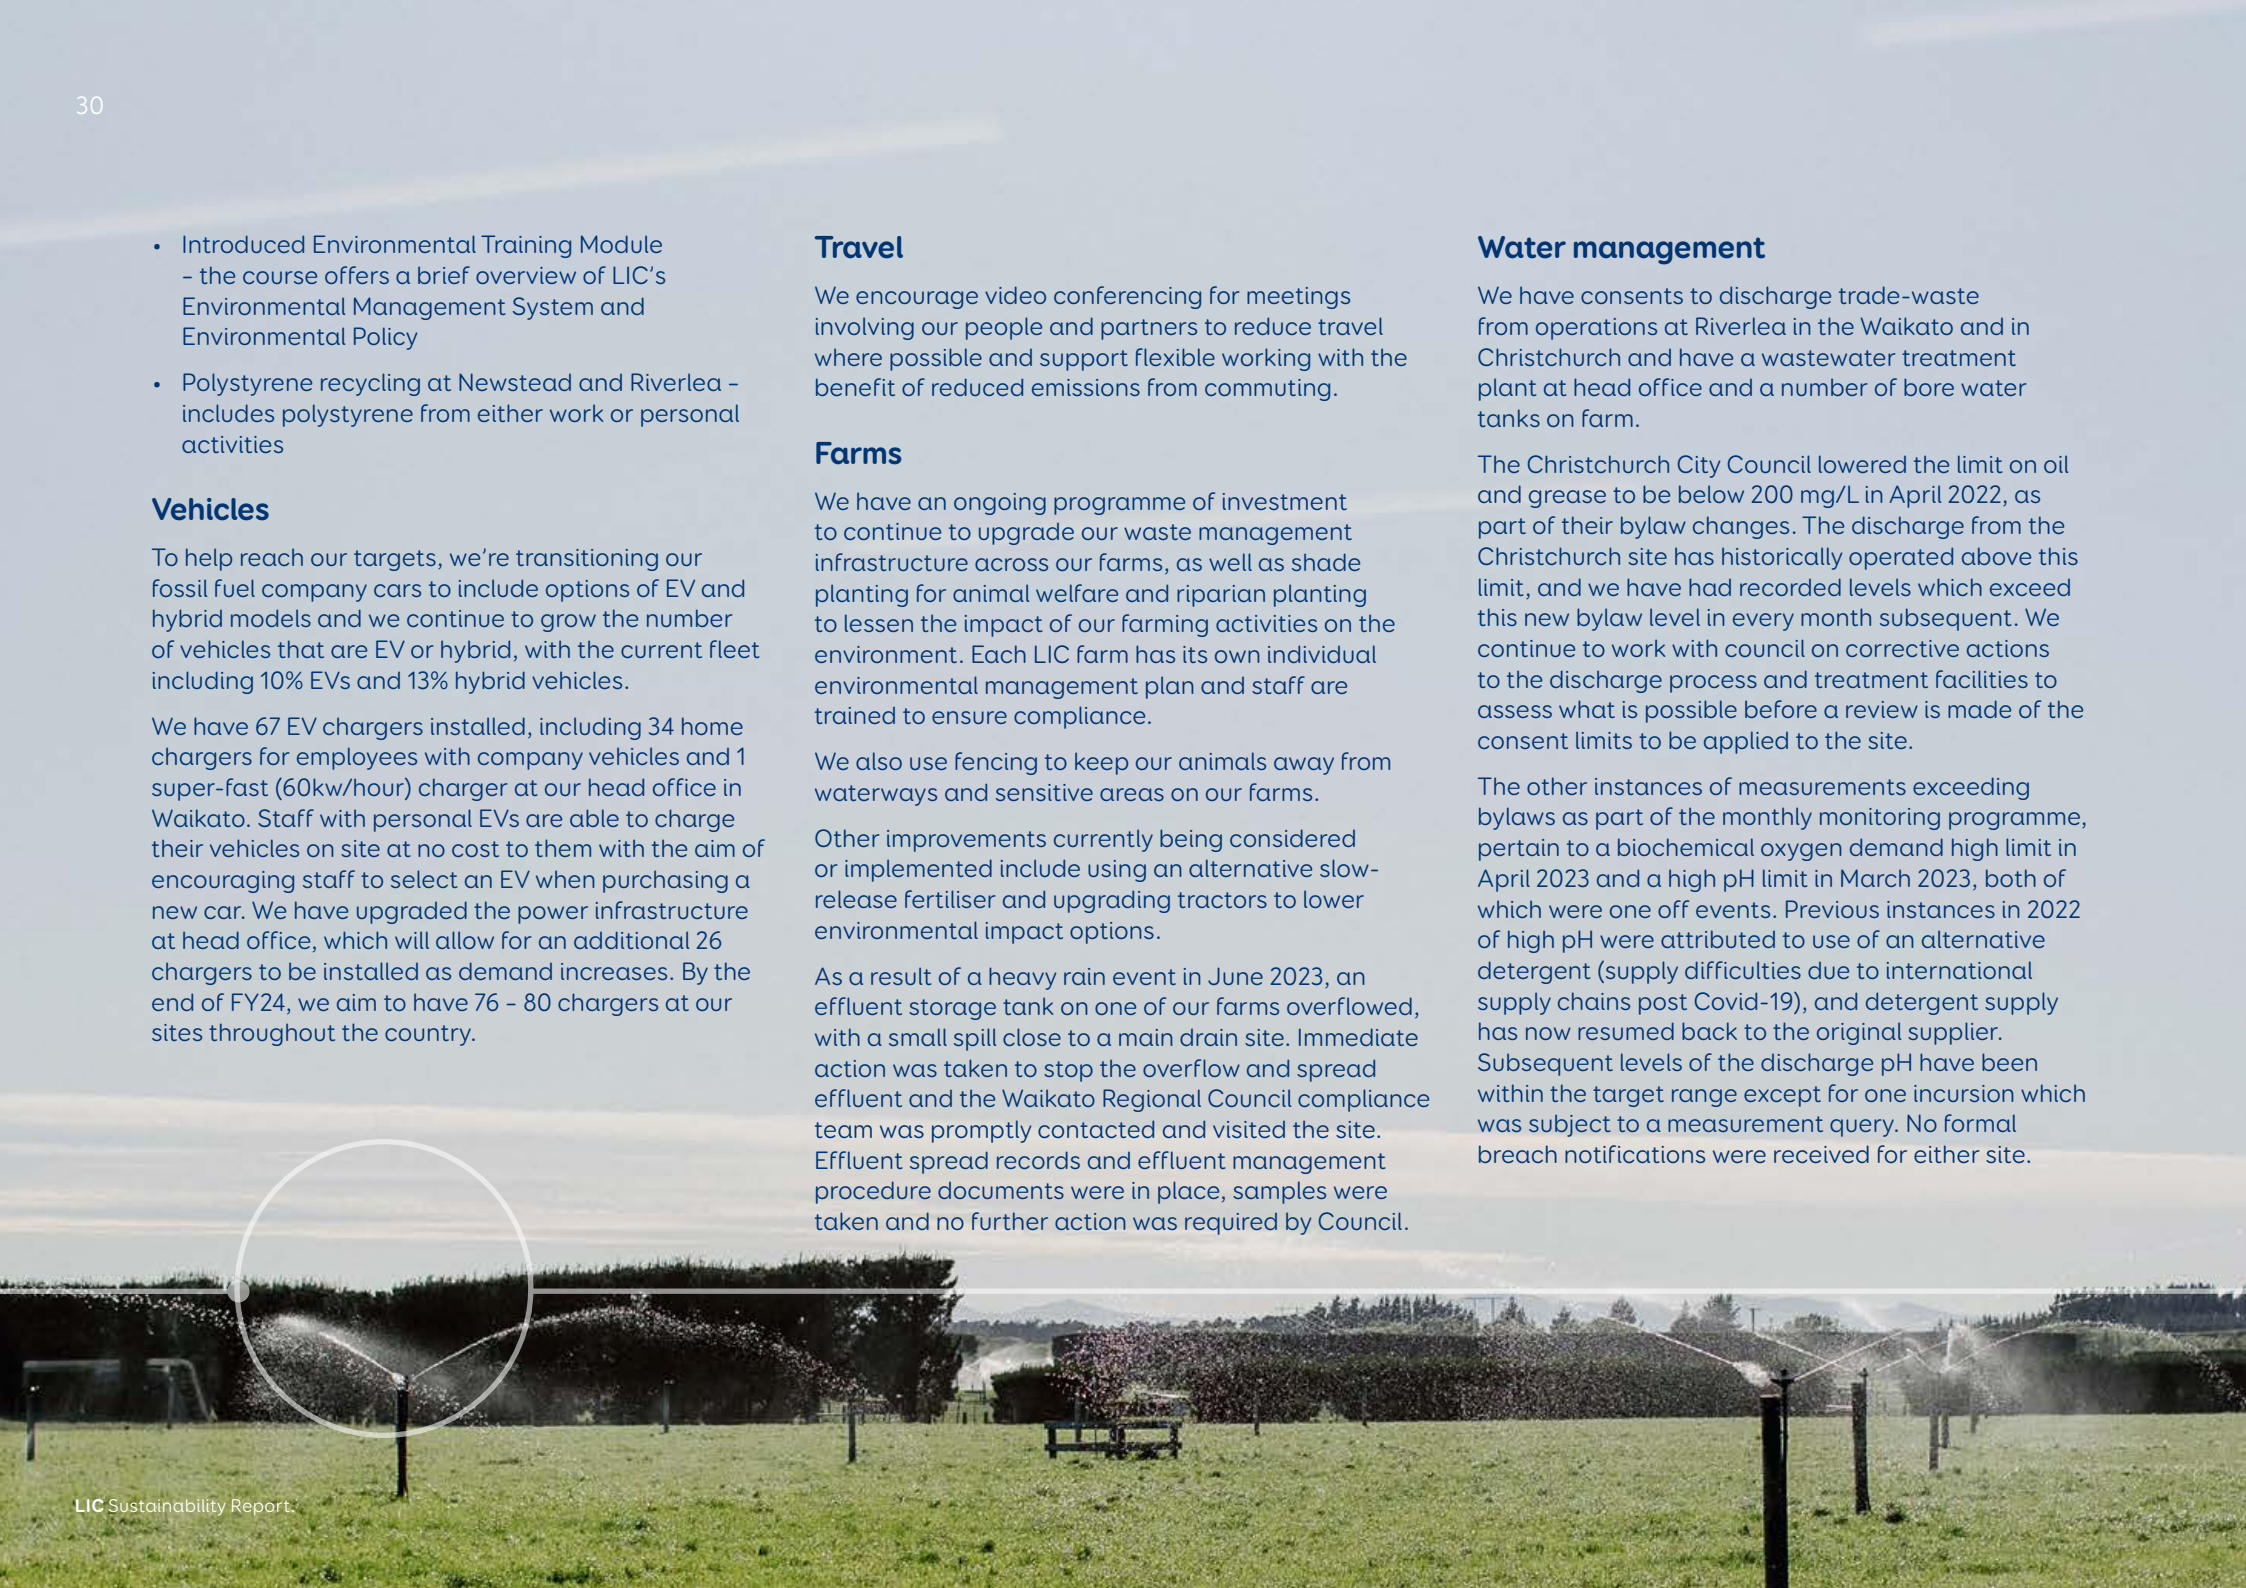 30
• Introduced Environmental Training Module
– the course offers a brief overview of LIC's
Environmental Management System and
Environmental Policy
• Polystyrene recycling at Newstead and Riverlea –
includes polystyrene from either work or personal
activities
Vehicles
To help reach our targets, we're transitioning our
fossil fuel company cars to include options of EV and
hybrid models and we continue to grow the number
of vehicles that are EV or hybrid, with the current fleet
including 10% EVs and 13% hybrid vehicles.
We have 67 EV chargers installed, including 34 home
chargers for employees with company vehicles and 1
super-fast (60kw/hour) charger at our head office in
Waikato. Staff with personal EVs are able to charge
their vehicles on site at no cost to them with the aim of
encouraging staff to select an EV when purchasing a
new car. We have upgraded the power infrastructure
at head office, which will allow for an additional 26
chargers to be installed as demand increases. By the
end of FY24, we aim to have 76 – 80 chargers at our
sites throughout the country.
Travel
We encourage video conferencing for meetings
involving our people and partners to reduce travel
where possible and support flexible working with the
benefit of reduced emissions from commuting.
Farms
We have an ongoing programme of investment
to continue to upgrade our waste management
infrastructure across our farms, as well as shade
planting for animal welfare and riparian planting
to lessen the impact of our farming activities on the
environment. Each LIC farm has its own individual
environmental management plan and staff are
trained to ensure compliance.
We also use fencing to keep our animals away from
waterways and sensitive areas on our farms.
Other improvements currently being considered
or implemented include using an alternative slow-
release fertiliser and upgrading tractors to lower
environmental impact options.
As a result of a heavy rain event in June 2023, an
effluent storage tank on one of our farms overflowed,
with a small spill close to a main drain site. Immediate
action was taken to stop the overflow and spread
effluent and the Waikato Regional Council compliance
team was promptly contacted and visited the site.
Effluent spread records and effluent management
procedure documents were in place, samples were
taken and no further action was required by Council.
Water management
We have consents to discharge trade-waste
from operations at Riverlea in the Waikato and in
Christchurch and have a wastewater treatment
plant at head office and a number of bore water
tanks on farm.
The Christchurch City Council lowered the limit on oil
and grease to be below 200 mg/L in April 2022, as
part of their bylaw changes. The discharge from the
Christchurch site has historically operated above this
limit, and we have had recorded levels which exceed
this new bylaw level in every month subsequent. We
continue to work with council on corrective actions
to the discharge process and treatment facilities to
assess what is possible before a review is made of the
consent limits to be applied to the site.
The other instances of measurements exceeding
bylaws as part of the monthly monitoring programme,
pertain to a biochemical oxygen demand high limit in
April 2023 and a high pH limit in March 2023, both of
which were one off events. Previous instances in 2022
of high pH were attributed to use of an alternative
detergent (supply difficulties due to international
supply chains post Covid-19), and detergent supply
has now resumed back to the original supplier.
Subsequent levels of the discharge pH have been
within the target range except for one incursion which
was subject to a measurement query. No formal
breach notifications were received for either site.
LIC Sustainability Report.